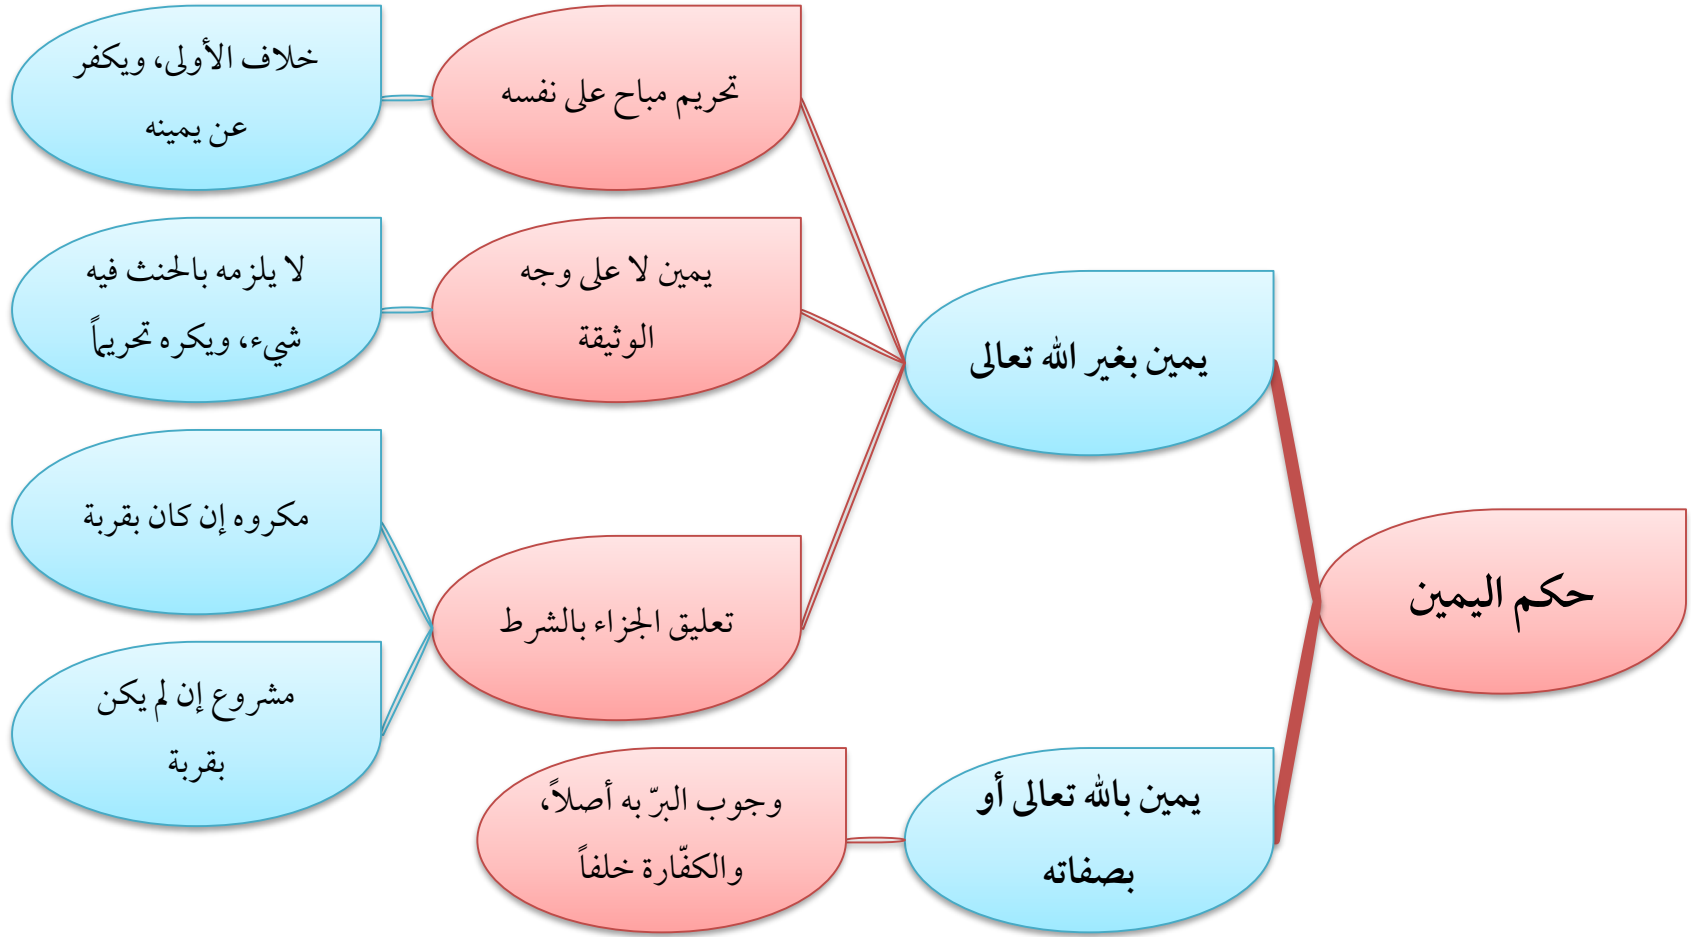 حكم اليمين
يمين بغير الله تعالى
تحريم مباح على نفسه
خلاف الأولى، ويكفر
عن يمينه
يمين لا على وجه
الوثيقة
لا يلزمه بالحنث فيه
شيء، ويكره تحريماً
تعليق الجزاء بالشرط
مكروه إن كان بقربة
مشروع إن لم يكن
بقربة
يمين بالله تعالى أو
بصفاته
وجوب البرّ به أصلاً،
والكفّارة خلفاً